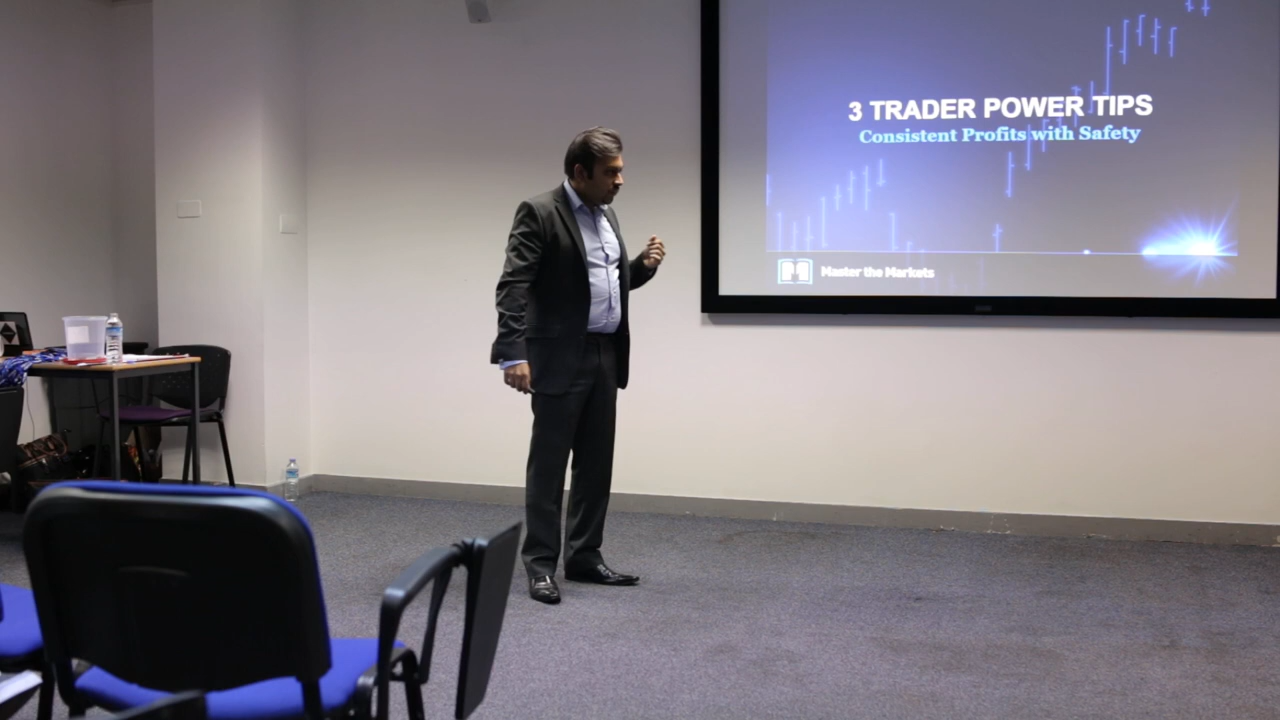 3 TRADER POWER TIPS
Consistent Profits with Safety
Master the Markets